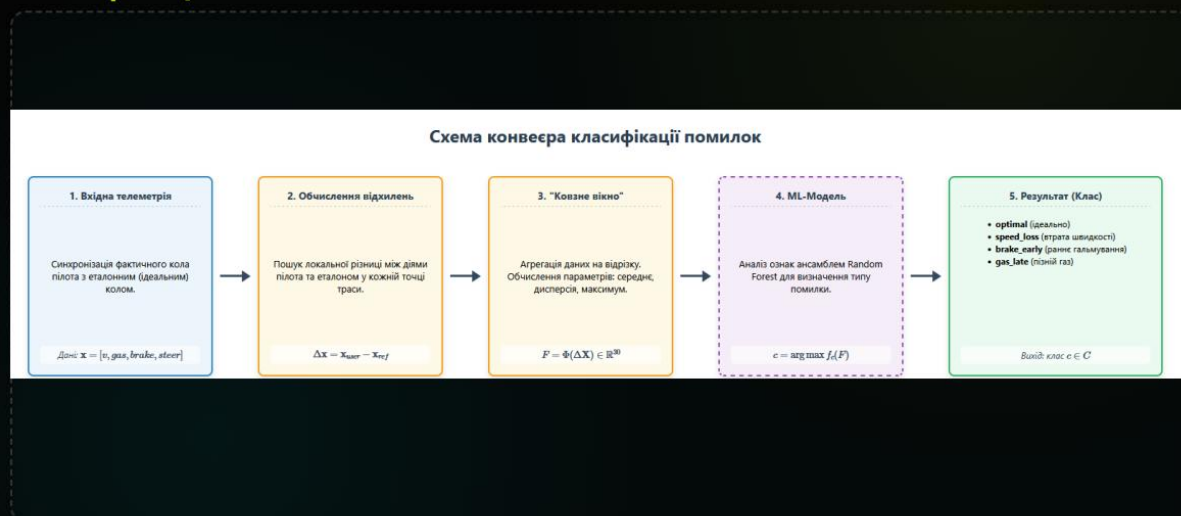 Схема конвеєра класифікації помилок
1. Вхідна телеметрія
Синхронізація фактичного кола
пілота з еталонним (ідеальним)
колом.
Дані: x = [v, gas, brake, steer]
2. Обчислення відхилень
Пошук локальної різниці між діями
пілота та еталоном у кожній точці
траси.
Δx = x_user − x_ref
3. "Ковзне вікно"
Агрегація даних на відрізку.
Обчислення параметрів: середнє,
дисперсія, максимум.
F = Φ(ΔX) ∈ ℝ³⁰
4. ML-Модель
Аналіз ознак ансамблем Random
Forest для визначення типу
помилки.
c = arg max f_c(F)
5. Результат (Клас)
• optimal (ідеально)
• speed_loss (втрата швидкості)
• brake_early (раннє гальмування)
• gas_late (пізній газ)
Вихід: клас c ∈ C